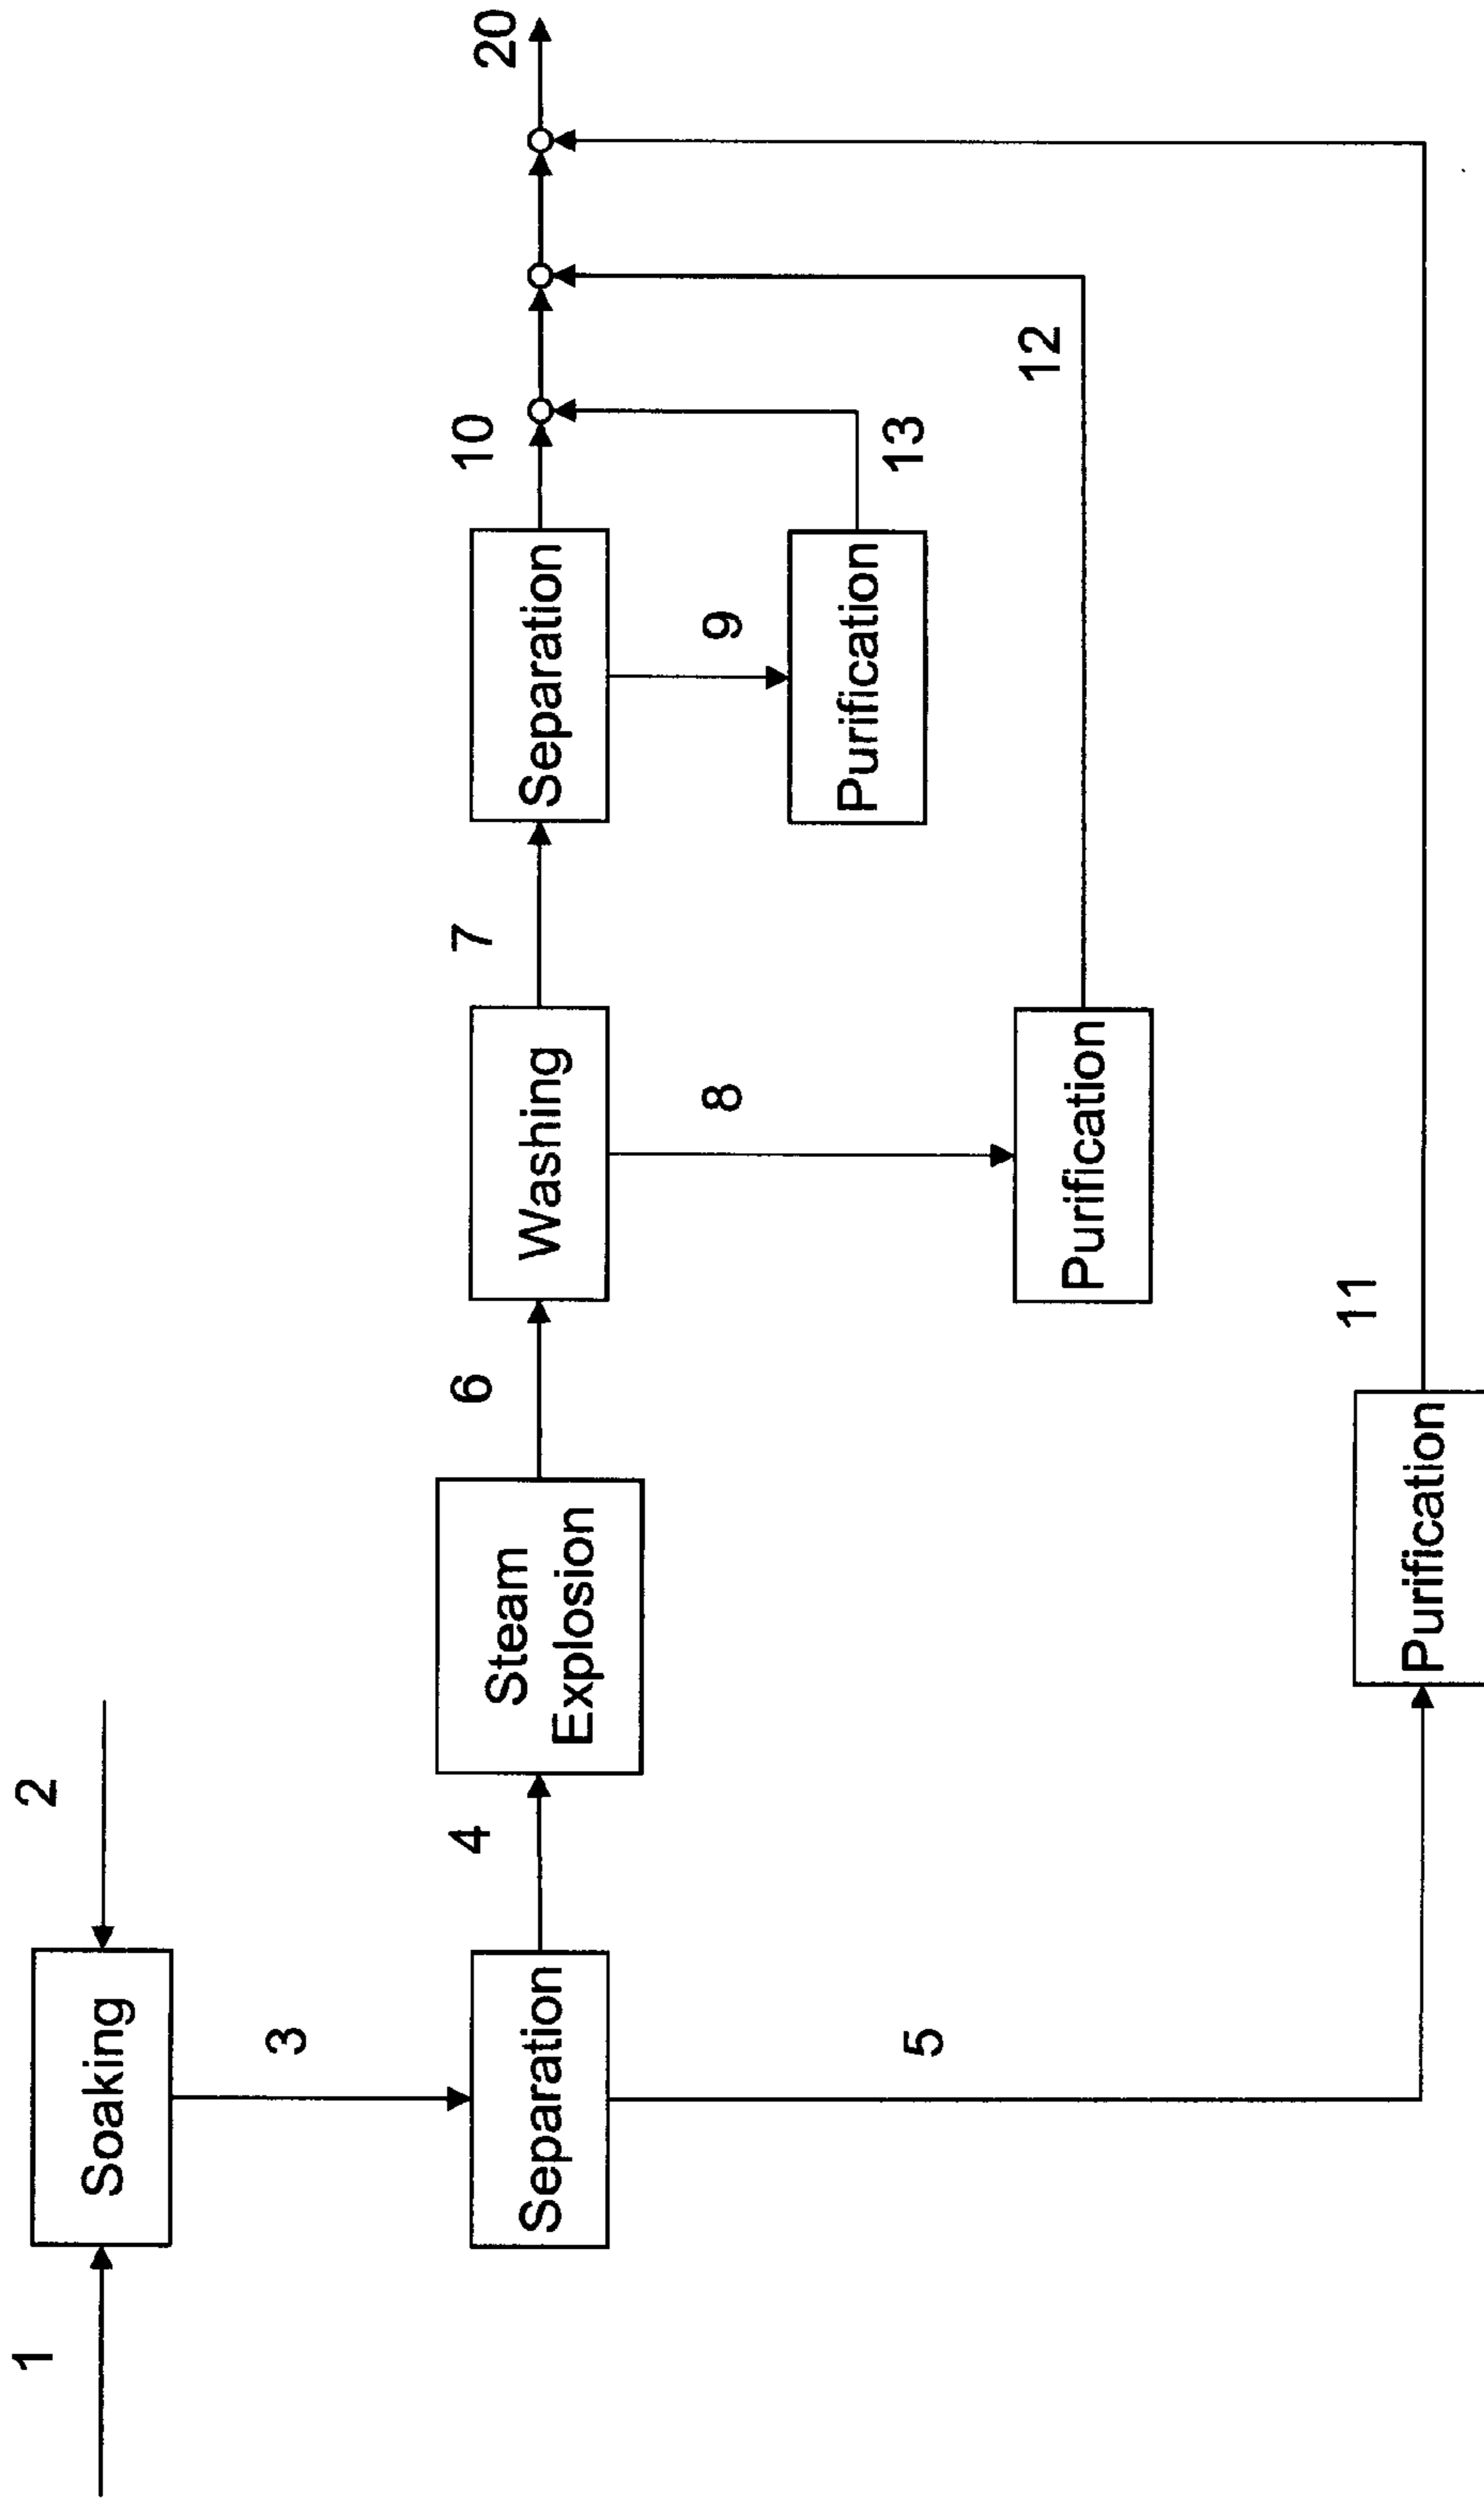 1
Soaking
2
3
Separation
4
Steam
Explosion
6
Washing
7
Separation
10
20
5
8
9
Purification
13
Purification
12
Purification
11